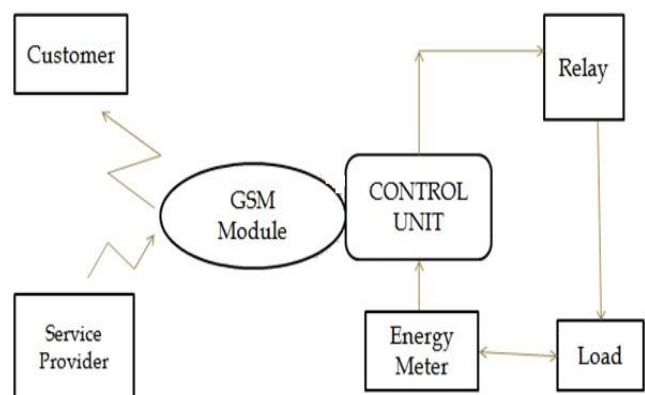 Customer
Relay
GSM
Module
CONTROL
UNIT
Service
Provider
Energy
Meter
Load